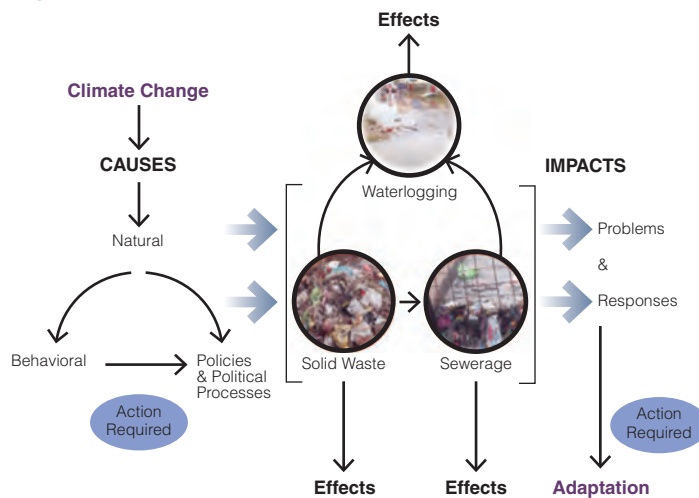 Effects
Climate Change
CAUSES
Waterlogging
IMPACTS
Natural
Problems
&
Responses
Behavioral
Policies
& Political
Processes
Solid Waste
Sewerage
Action
Required
Action
Required
Effects
Effects
Adaptation